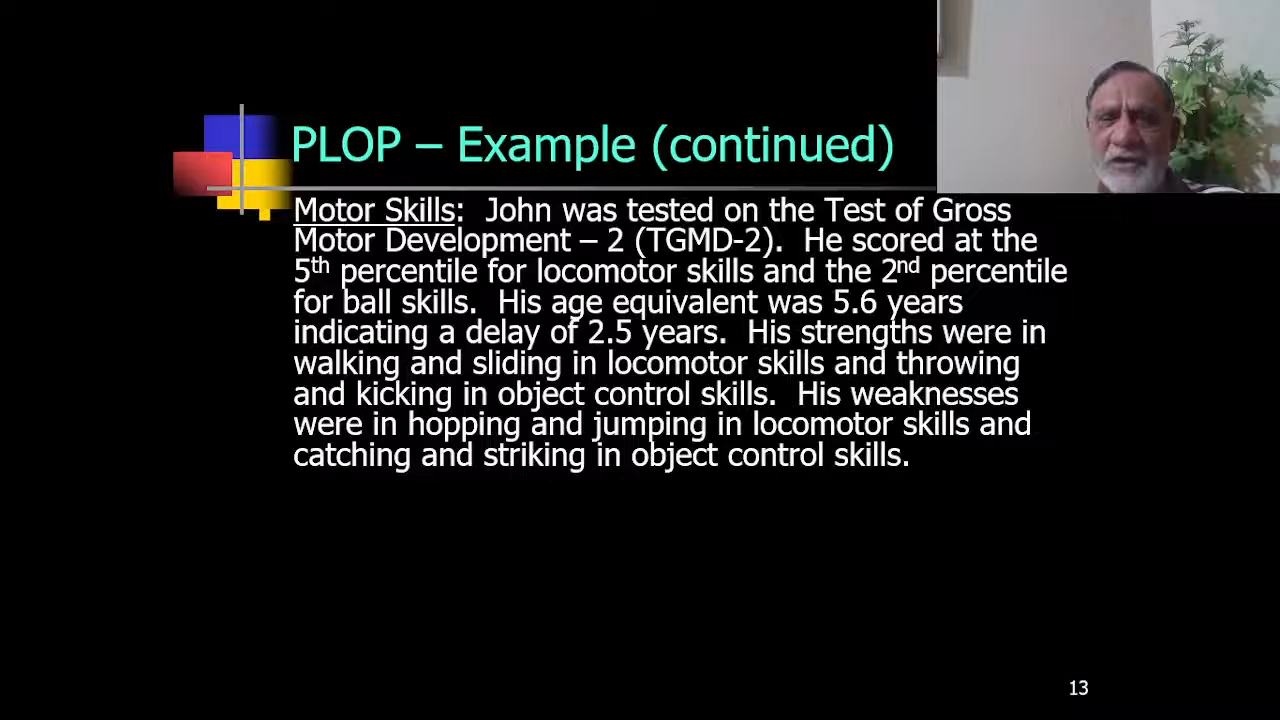 PLOP – Example (continued)
Motor Skills: John was tested on the Test of Gross
Motor Development – 2 (TGMD-2). He scored at the
5th percentile for locomotor skills and the 2nd percentile
for ball skills. His age equivalent was 5.6 years
indicating a delay of 2.5 years. His strengths were in
walking and sliding in locomotor skills and throwing
and kicking in object control skills. His weaknesses
were in hopping and jumping in locomotor skills and
catching and striking in object control skills.
13